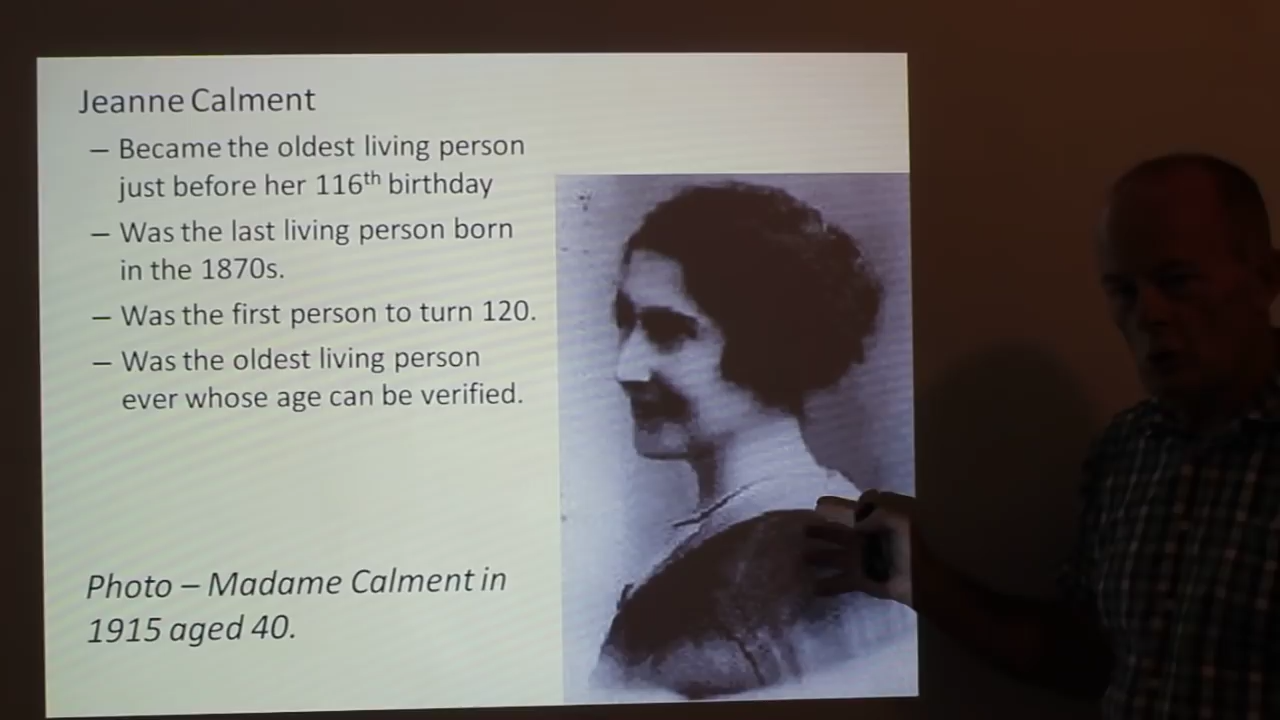 Jeanne Calment
– Became the oldest living person
just before her 116th birthday
– Was the last living person born
in the 1870s.
– Was the first person to turn 120.
– Was the oldest living person
ever whose age can be verified.
Photo – Madame Calment in
1915 aged 40.